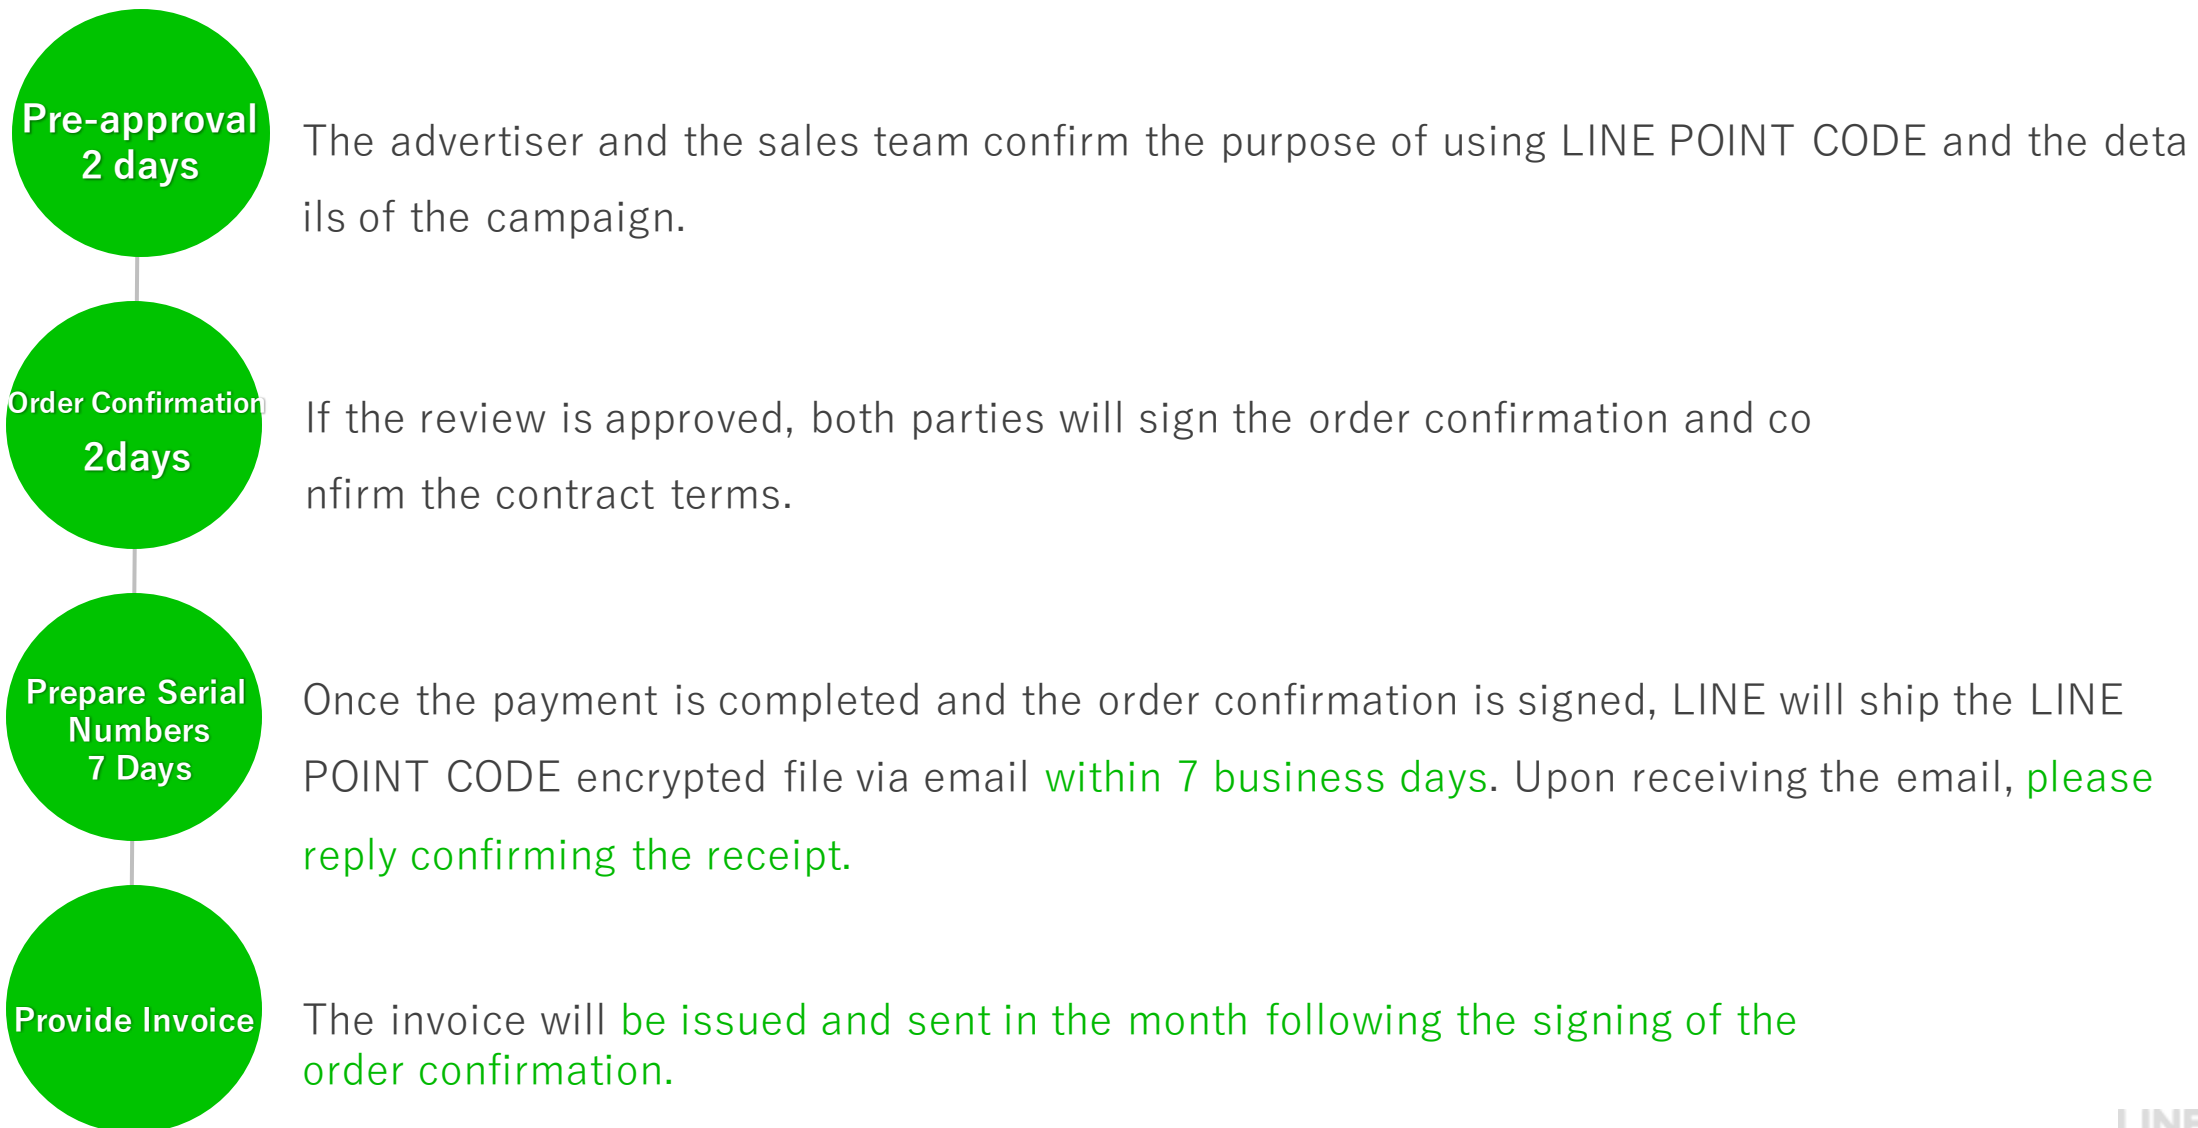 Pre-approval
2 days
The advertiser and the sales team confirm the purpose of using LINE POINT CODE and the deta
ils of the campaign.
Order Confirmation
2days
If the review is approved, both parties will sign the order confirmation and co
nfirm the contract terms.
Prepare Serial
Numbers
7 Days
Once the payment is completed and the order confirmation is signed, LINE will ship the LINE
POINT CODE encrypted file via email within 7 business days. Upon receiving the email, please
reply confirming the receipt.
Provide Invoice
The invoice will be issued and sent in the month following the signing of the
order confirmation.
LINE